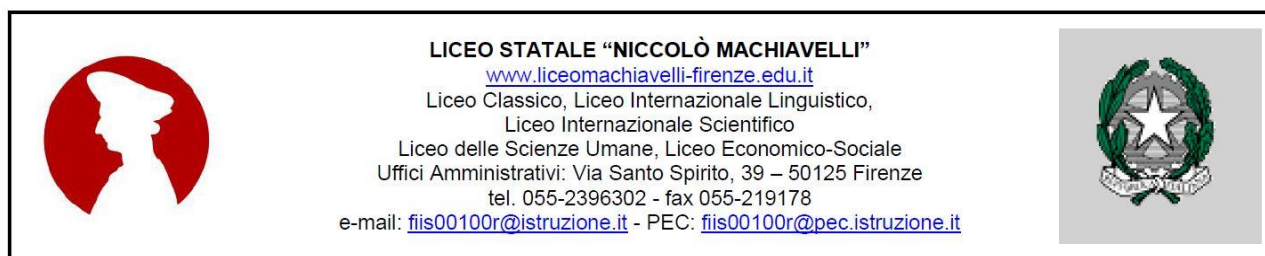 LICEO STATALE “NICCOLÒ MACHIAVELLI”
www.liceomachiavelli-firenze.edu.it
Liceo Classico, Liceo Internazionale Linguistico,
Liceo Internazionale Scientifico
Liceo delle Scienze Umane, Liceo Economico-Sociale
Uffici Amministrativi: Via Santo Spirito, 39 – 50125 Firenze
tel. 055-2396302 - fax 055-219178
e-mail: fiis00100r@istruzione.it - PEC: fiis00100r@pec.istruzione.it